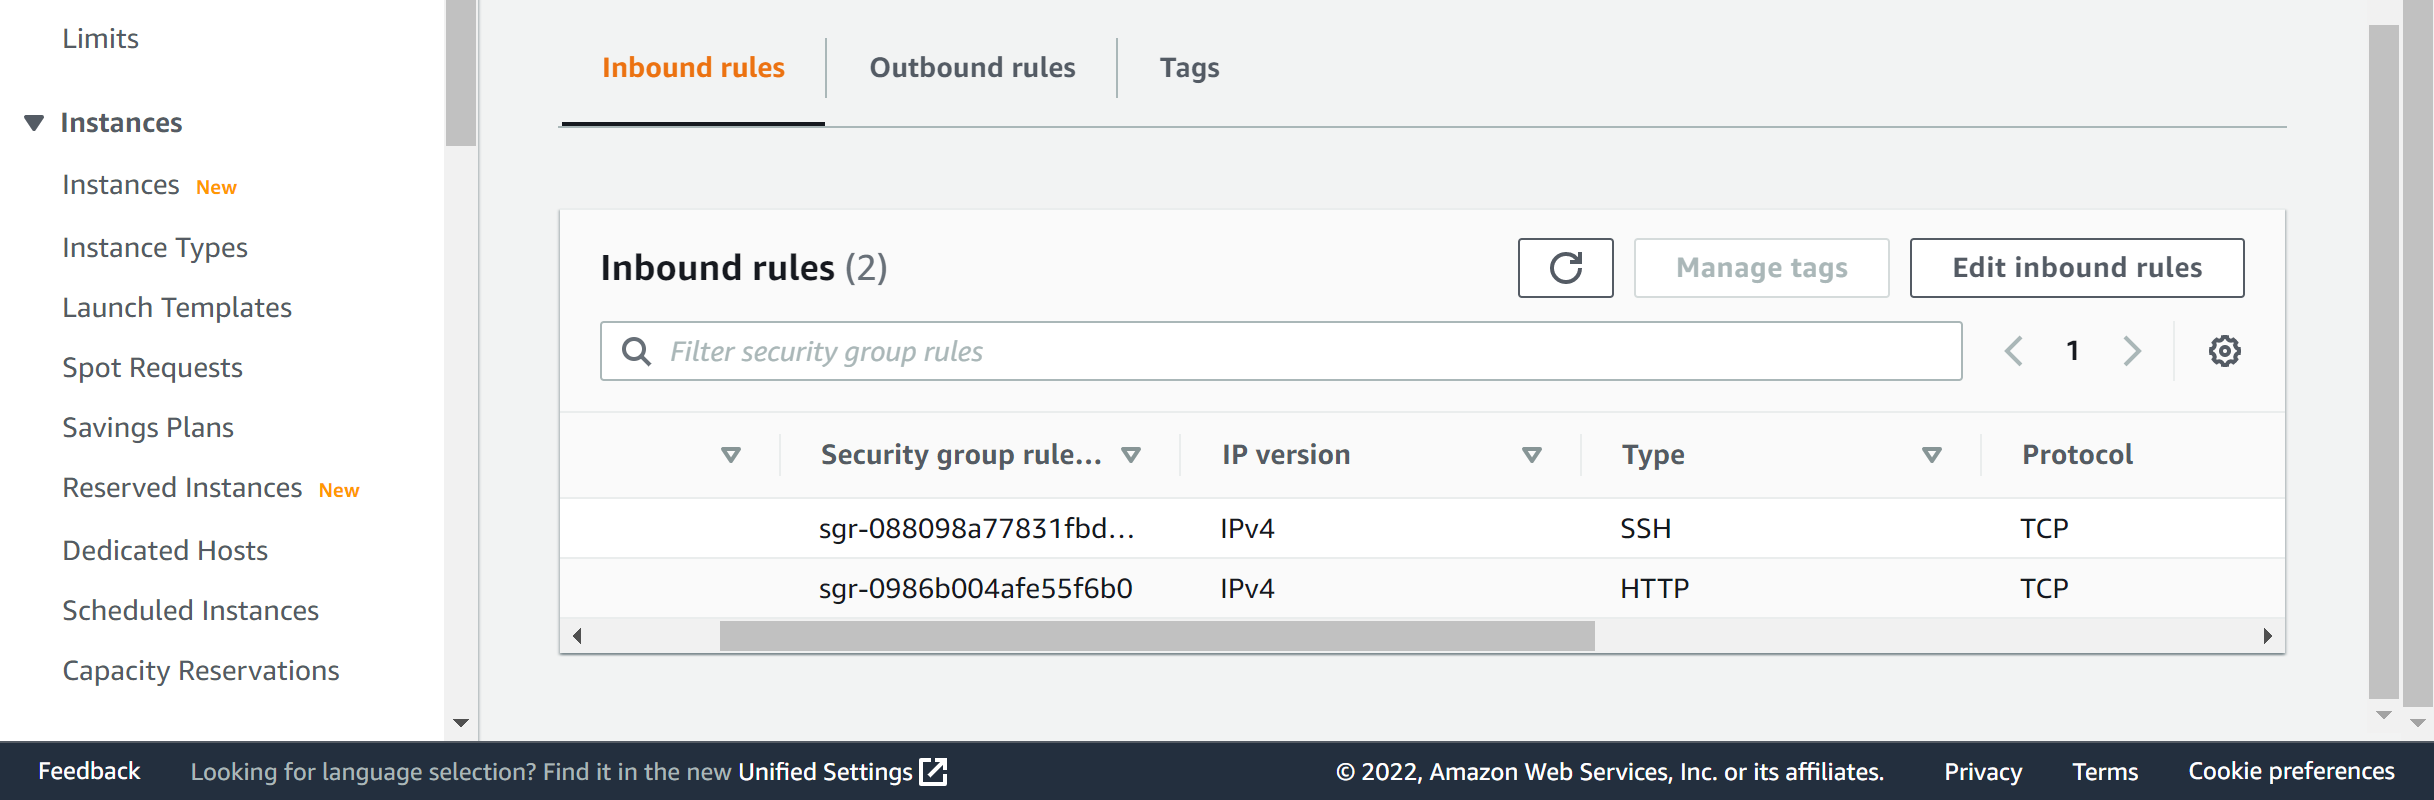 Limits
Instances
Instances New
Instance Types
Launch Templates
Spot Requests
Savings Plans
Reserved Instances New
Dedicated Hosts
Scheduled Instances
Capacity Reservations
Inbound rules Outbound rules Tags
Inbound rules (2) Manage tags Edit inbound rules
Filter security group rules 1
Security group rule... IP version Type Protocol
sgr-088098a77831fbd... IPv4 SSH TCP
sgr-0986b004afe55f6b0 IPv4 HTTP TCP
Feedback Looking for language selection? Find it in the new Unified Settings © 2022, Amazon Web Services, Inc. or its affiliates. Privacy Terms Cookie preferences